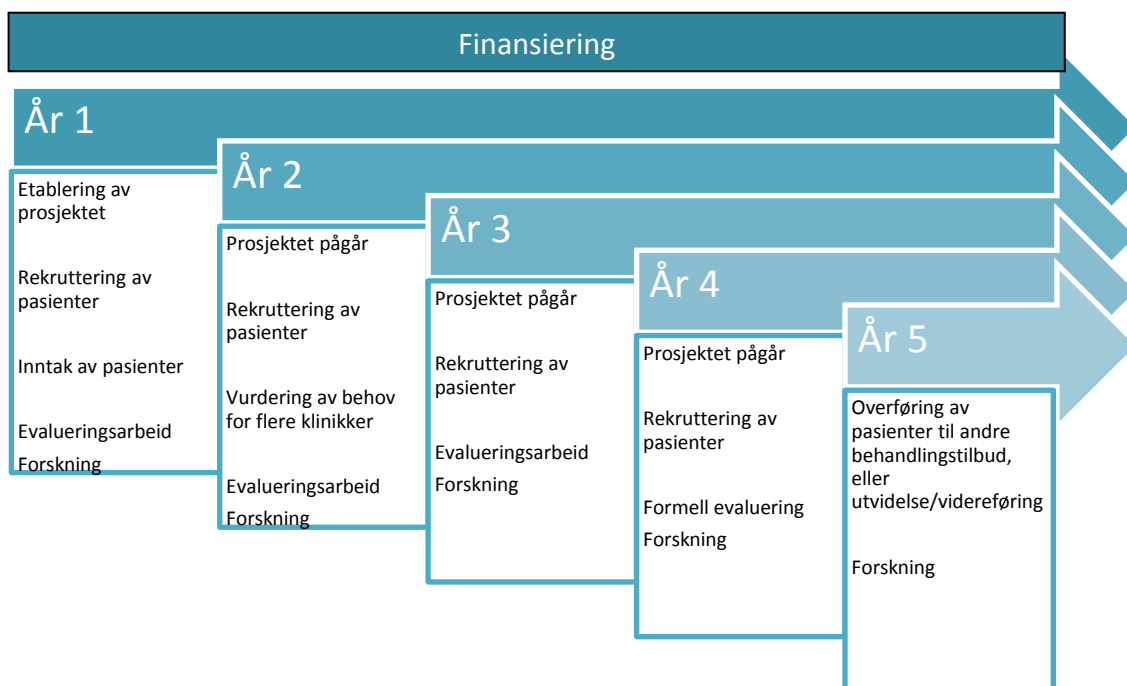 Finansiering
År 1
Etablering av
prosjektet
Rekruttering av
pasienter
Inntak av pasienter
Evalueringsarbeid
Forskning
År 2
Prosjektet pågår
Rekruttering av
pasienter
Vurdering av behov
for flere klinikker
Evalueringsarbeid
Forskning
År 3
Prosjektet pågår
Rekruttering av
pasienter
Evalueringsarbeid
Forskning
År 4
Prosjektet pågår
Rekruttering av
pasienter
Formell evaluering
Forskning
År 5
Overføring av
pasienter til andre
behandlingstilbud,
eller
utvidelse/videreføring
Forskning